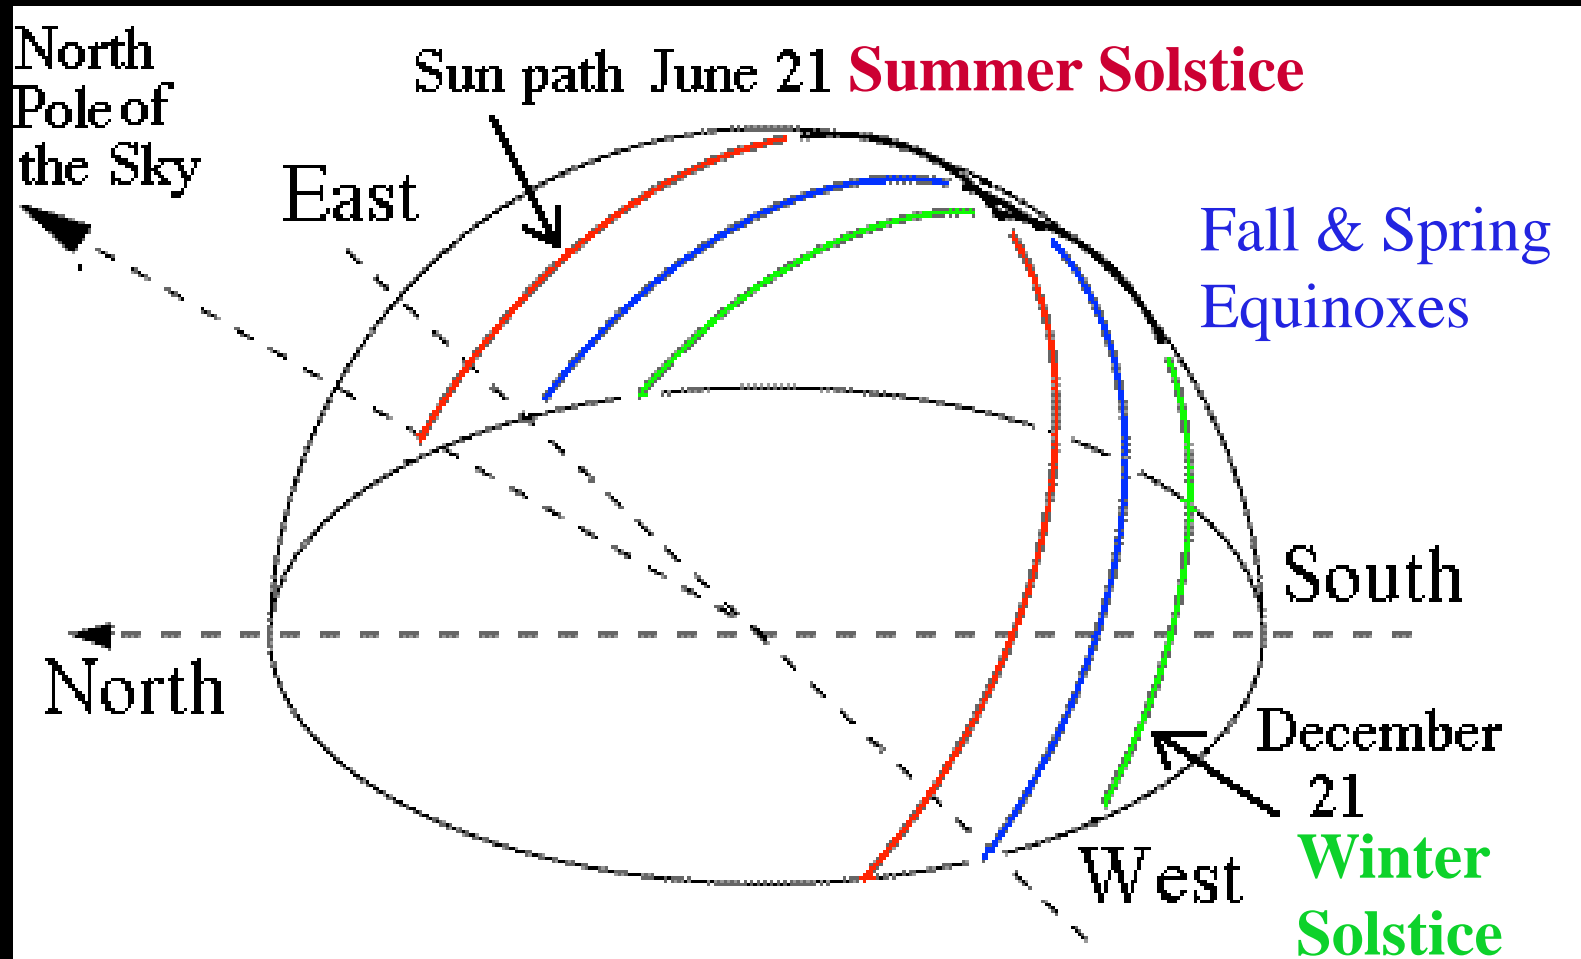 North
Pole of
the Sky
Sun path June 21 Summer Solstice
East
Fall & Spring
Equinoxes
South
North
December
21
West
Winter
Solstice